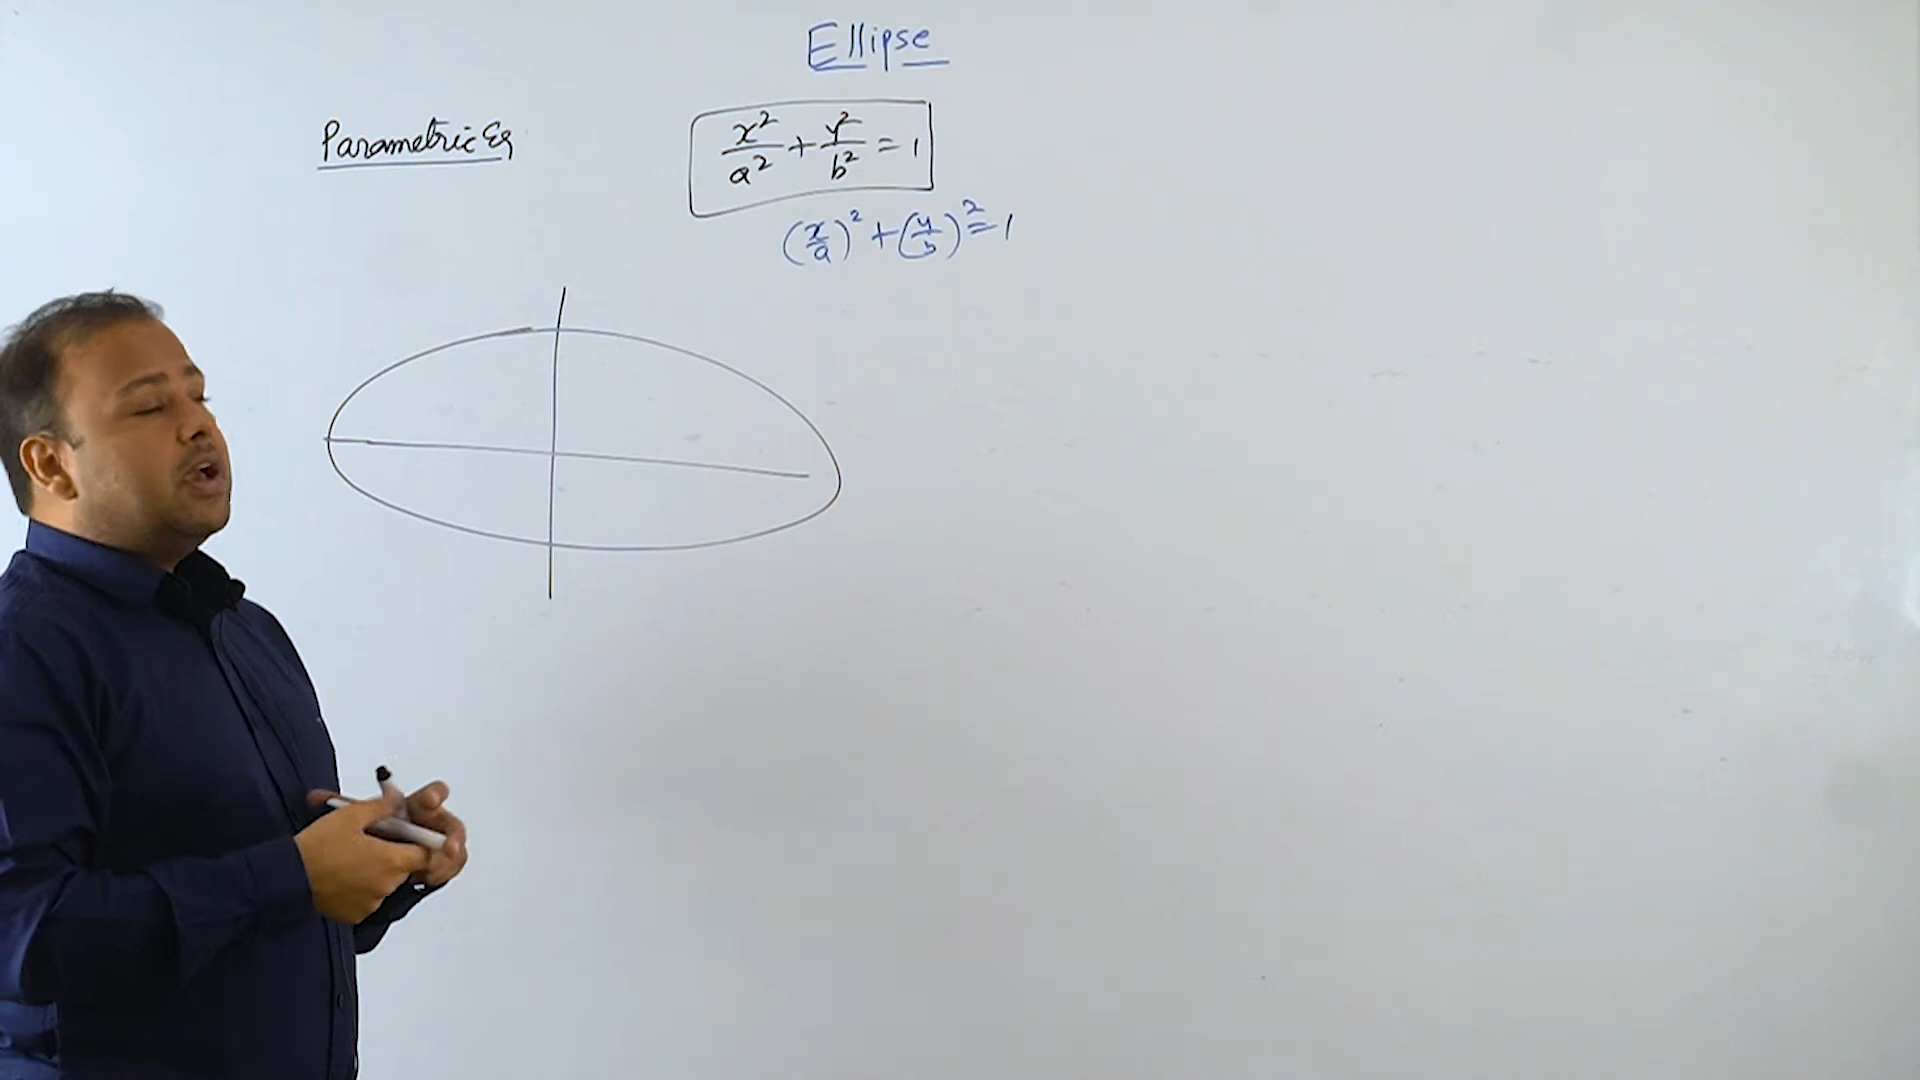 Ellipse
Parametric Eq
x²/a² + y²/b² = 1
(x/a)² + (y/b)² = 1